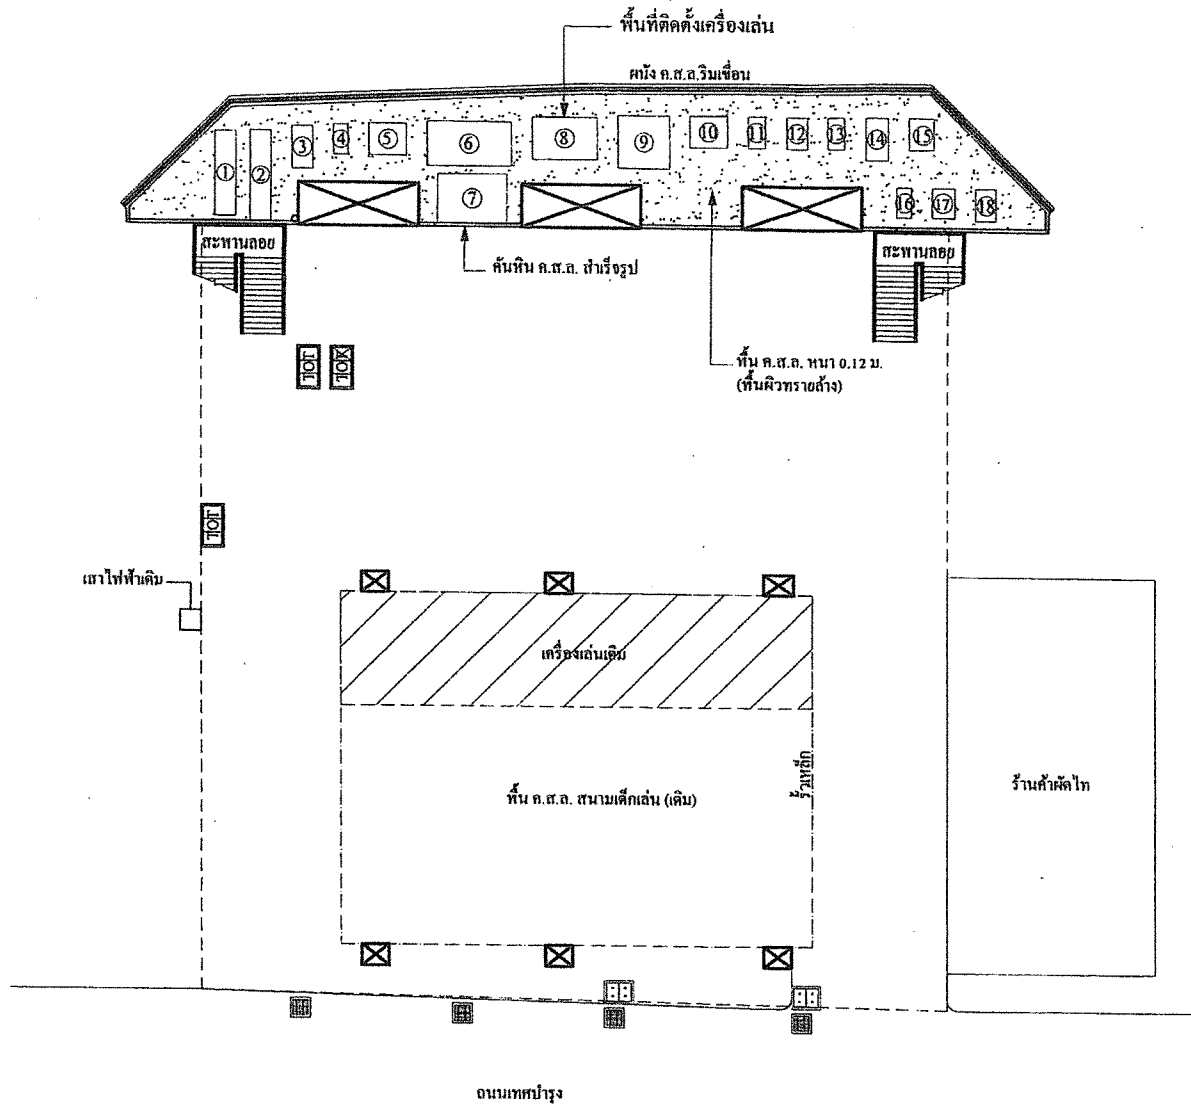 พื้นที่ติดตั้งเครื่องเล่น
ผนัง ค.ส.ล.ริมเขื่อน
1 2 3 4 5 6 8 9 10 11 12 13 14 15
7
16 17 18
สะพานลอย
สะพานลอย
คันหิน ค.ส.ล. สำเร็จรูป
TOT TOT
พื้น ค.ส.ล. หนา 0.12 ม.
(พื้นผิวทรายล้าง)
TOT
เสาไฟฟ้าเดิม
เครื่องเล่นเดิม
รั้วเหล็ก
ร้านค้าผัดไท
พื้น ค.ส.ล. สนามเด็กเล่น (เดิม)
ถนนเทศบำรุง